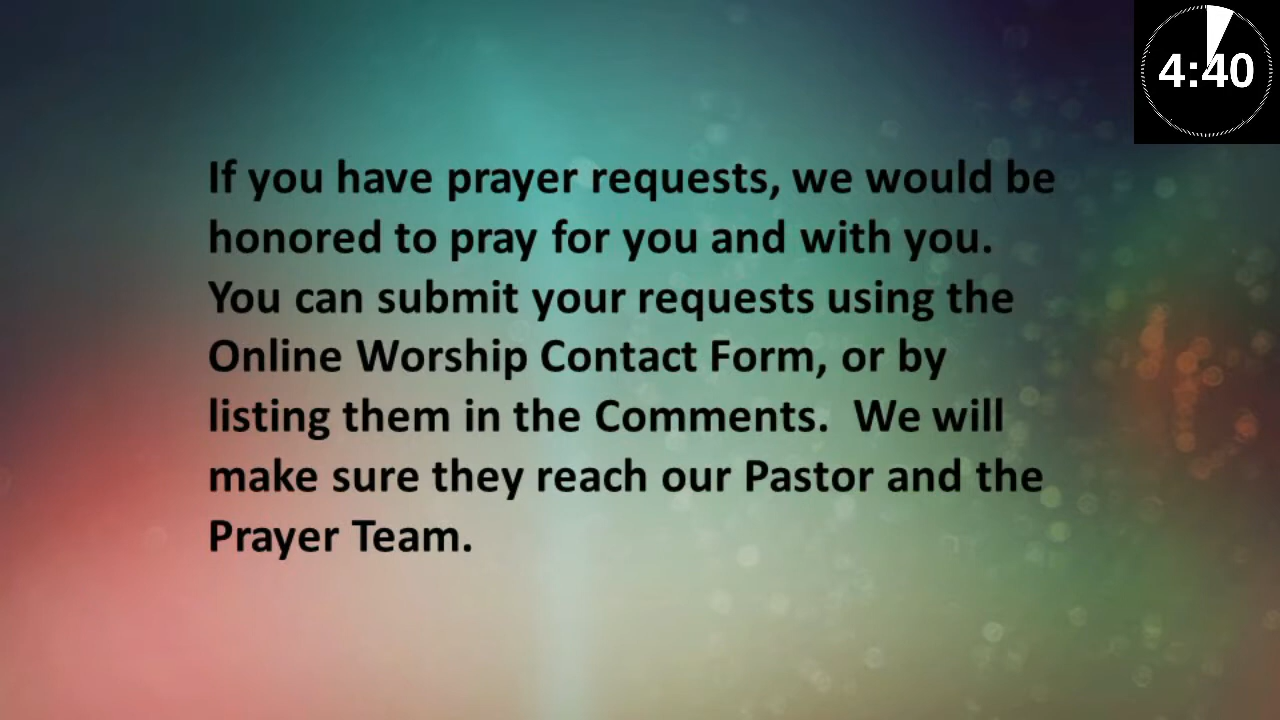 4:40
If you have prayer requests, we would be
honored to pray for you and with you.
You can submit your requests using the
Online Worship Contact Form, or by
listing them in the Comments.  We will
make sure they reach our Pastor and the
Prayer Team.